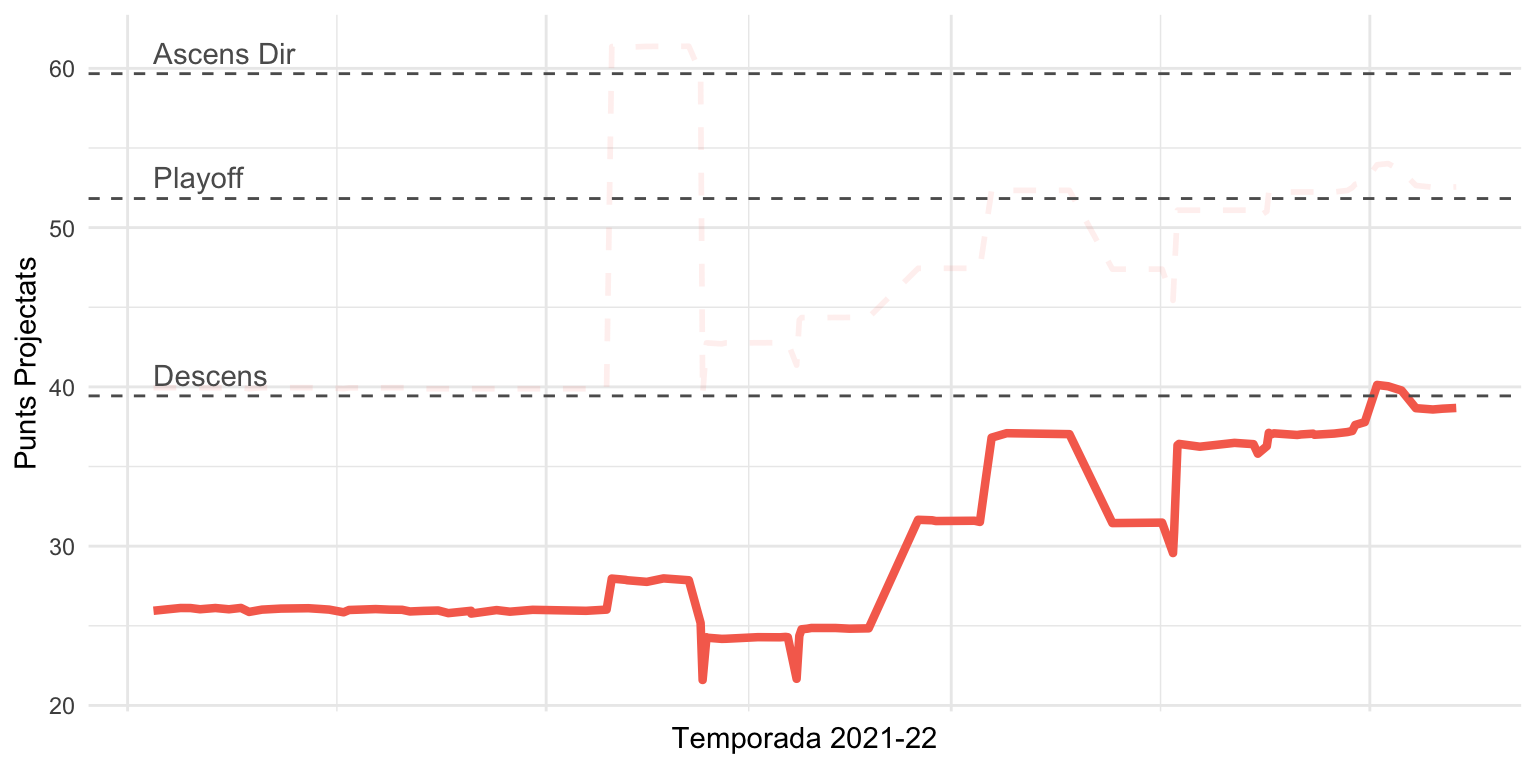 Ascens Dir
60
Playoff
50
Descens
40
30
20
Punts Projectats
Temporada 2021-22